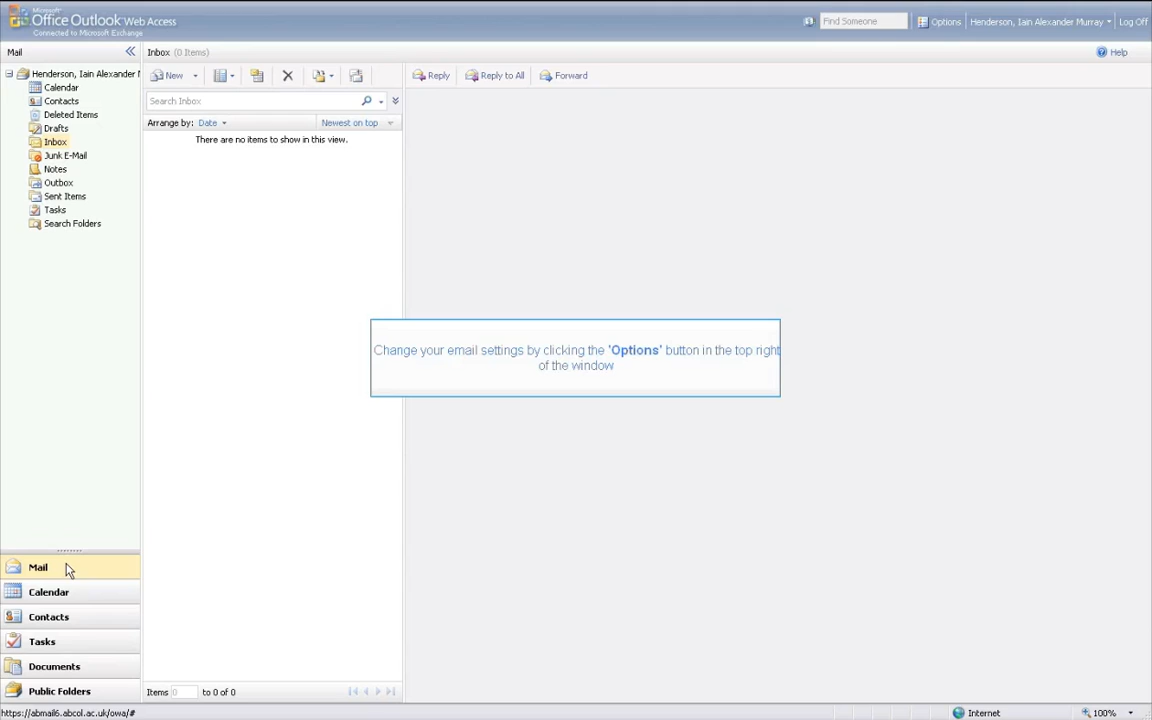 Microsoft
Office Outlook Web Access
Connected to Microsoft Exchange
Find Someone
Options
Henderson, Iain Alexander Murray
Log Off
Mail
Inbox (0 Items)
Help
Henderson, Iain Alexander M
Calendar
Contacts
Deleted Items
Drafts
Inbox
Junk E-Mail
Notes
Outbox
Sent Items
Tasks
Search Folders
New
Reply
Reply to All
Forward
Search Inbox
Arrange by: Date
Newest on top
There are no items to show in this view.
Change your email settings by clicking the 'Options' button in the top right
of the window
Mail
Calendar
Contacts
Tasks
Documents
Public Folders
Items 0 to 0 of 0
https://abmail6.abcol.ac.uk/owa/#
Internet
100%